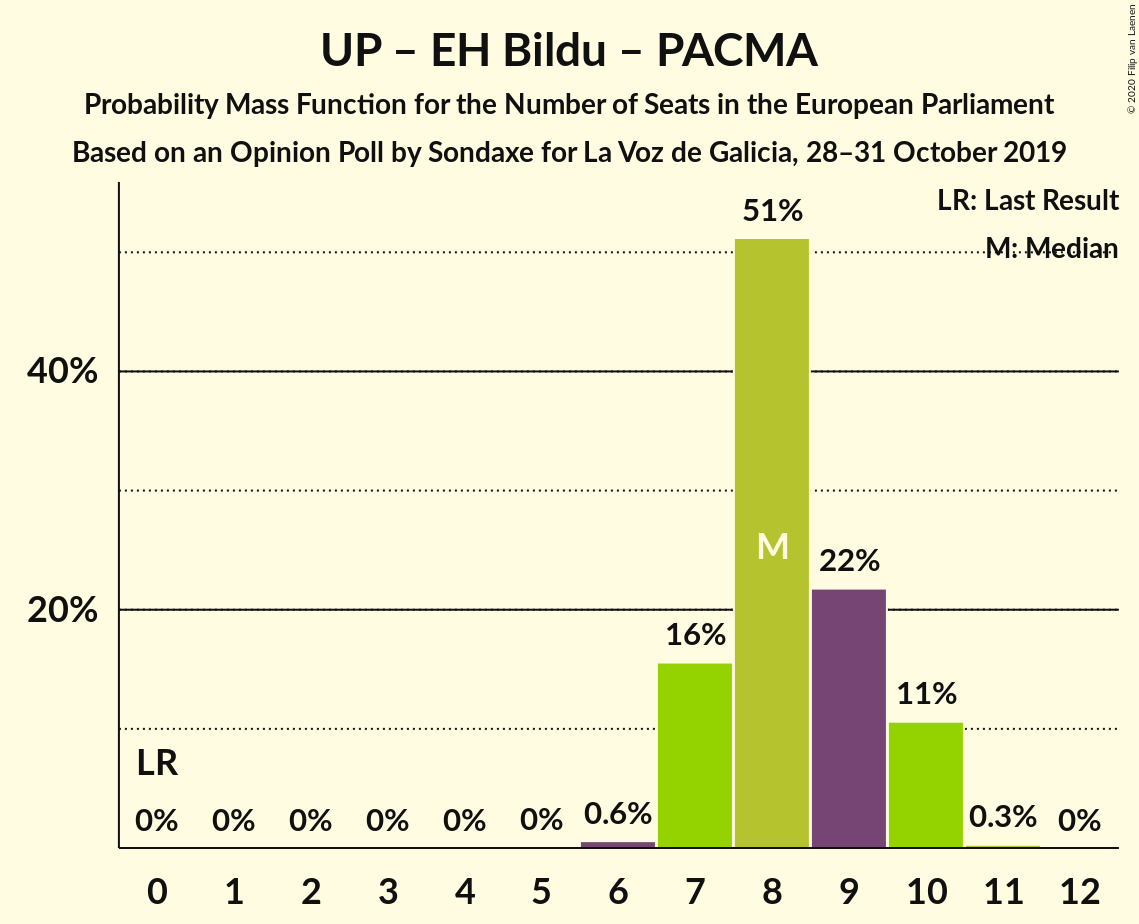 UP – EH Bildu – PACMA
Probability Mass Function for the Number of Seats in the European Parliament
Based on an Opinion Poll by Sondaxe for La Voz de Galicia, 28–31 October 2019
© 2020 Filip van Laenen
LR: Last Result
M: Median
51%
40%
M
22%
20%
16%
11%
LR
0% 0% 0% 0% 0% 0% 0.6% 0.3% 0%
0 1 2 3 4 5 6 7 8 9 10 11 12